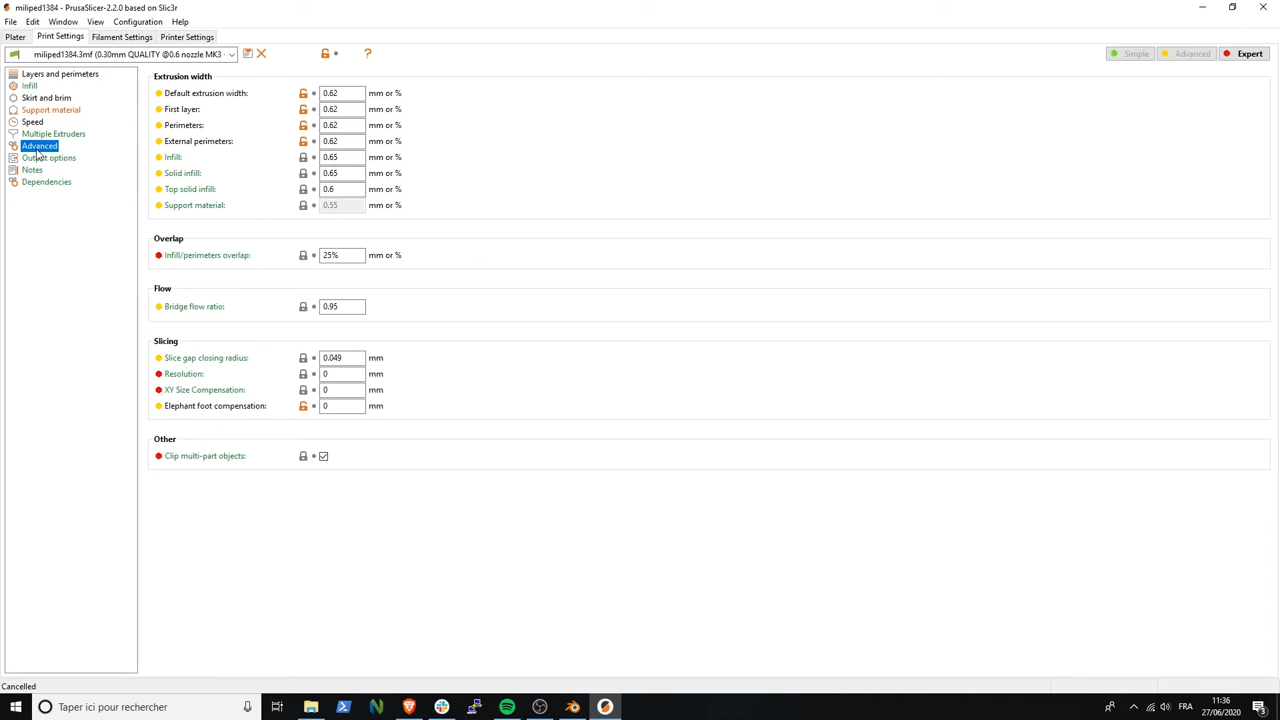 miliped1384 - PrusaSlicer-2.2.0 based on Slic3r
File Edit Window View Configuration Help
Plater Print Settings Filament Settings Printer Settings
miliped1384.3mf (0.30mm QUALITY @0.6 nozzle MK3 ? Simple Advanced Expert
Layers and perimeters
Infill
Skirt and brim
Support material
Speed
Multiple Extruders
Advanced
Output options
Notes
Dependencies
Extrusion width
Default extrusion width: 0.62 mm or %
First layer: 0.62 mm or %
Perimeters: 0.62 mm or %
External perimeters: 0.62 mm or %
Infill: 0.65 mm or %
Solid infill: 0.65 mm or %
Top solid infill: 0.6 mm or %
Support material: 0.55 mm or %
Overlap
Infill/perimeters overlap: 25% mm or %
Flow
Bridge flow ratio: 0.95
Slicing
Slice gap closing radius: 0.049 mm
Resolution: 0 mm
XY Size Compensation: 0 mm
Elephant foot compensation: 0 mm
Other
Clip multi-part objects:
Cancelled
Taper ici pour rechercher
FRA
11:36
27/06/2020
3